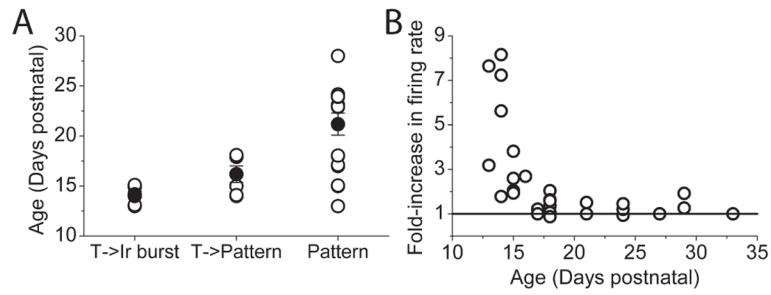 A
Age (Days postnatal)
30
25
20
15
10
T->Ir burst T->Pattern Pattern
B
Fold-increase in firing rate
9
7
5
3
1
10 15 20 25 30 35
Age (Days postnatal)